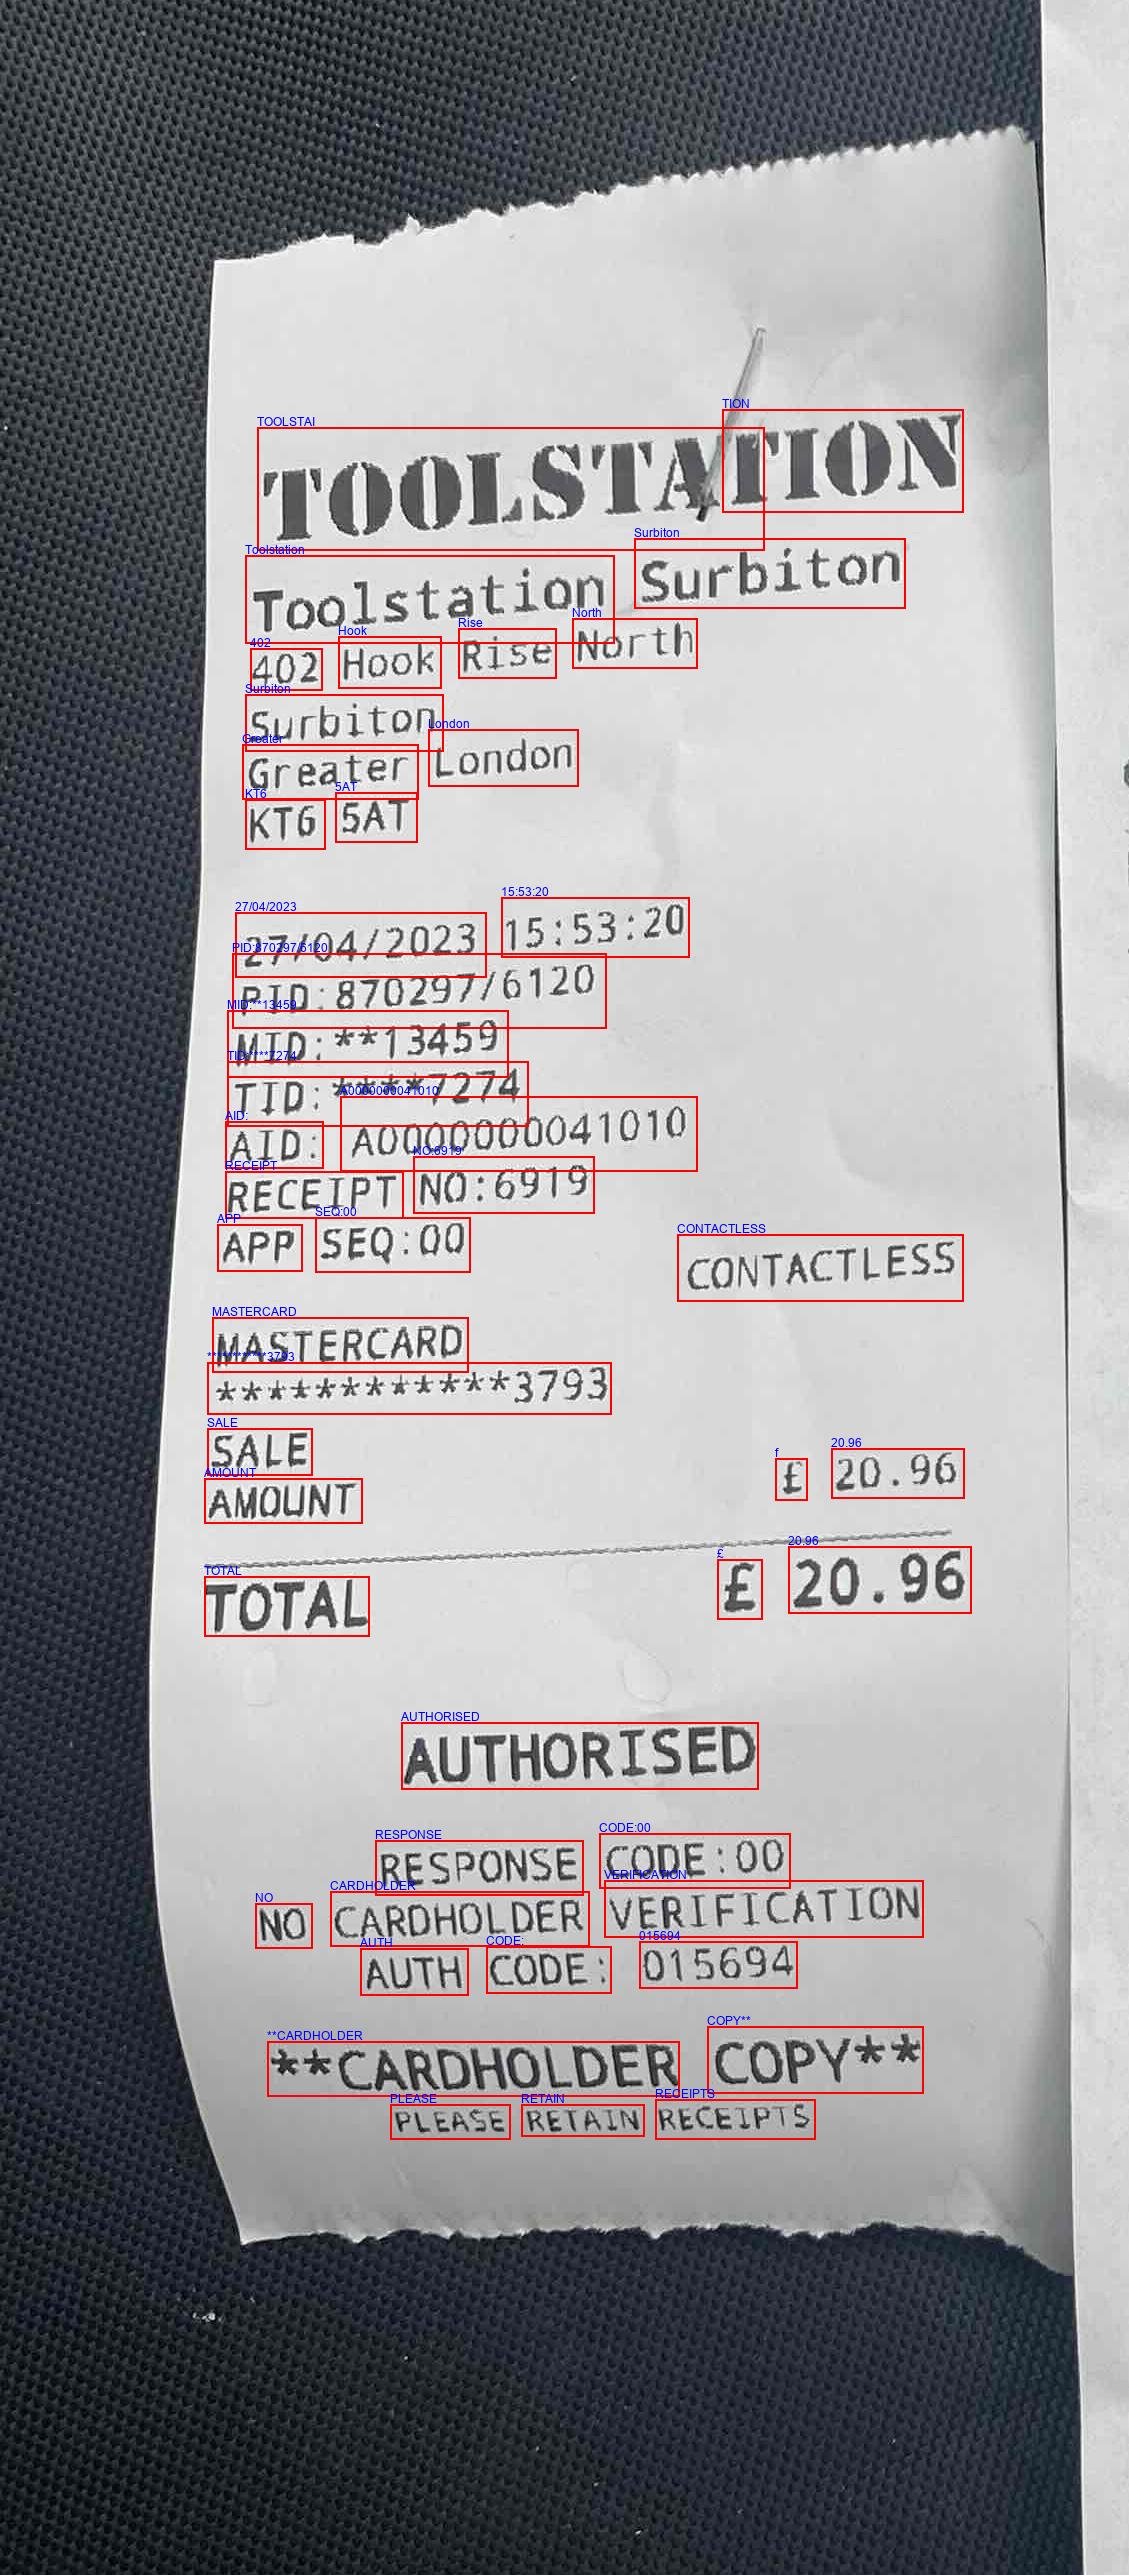 TOOLSTATION
Toolstation Surbiton
402 Hook Rise North
Surbiton
Greater London
KT6 5AT
27/04/2023 15:53:20
PID:870297/6120
MID:**13459
TID:****7274
AID: A0000000041010
RECEIPT NO:6919
APP SEQ:00
CONTACTLESS
MASTERCARD
************3793
SALE
AMOUNT £ 20.96
TOTAL £ 20.96
AUTHORISED
RESPONSE CODE:00
NO CARDHOLDER VERIFICATION
AUTH CODE: 015694
**CARDHOLDER COPY**
PLEASE RETAIN RECEIPTS